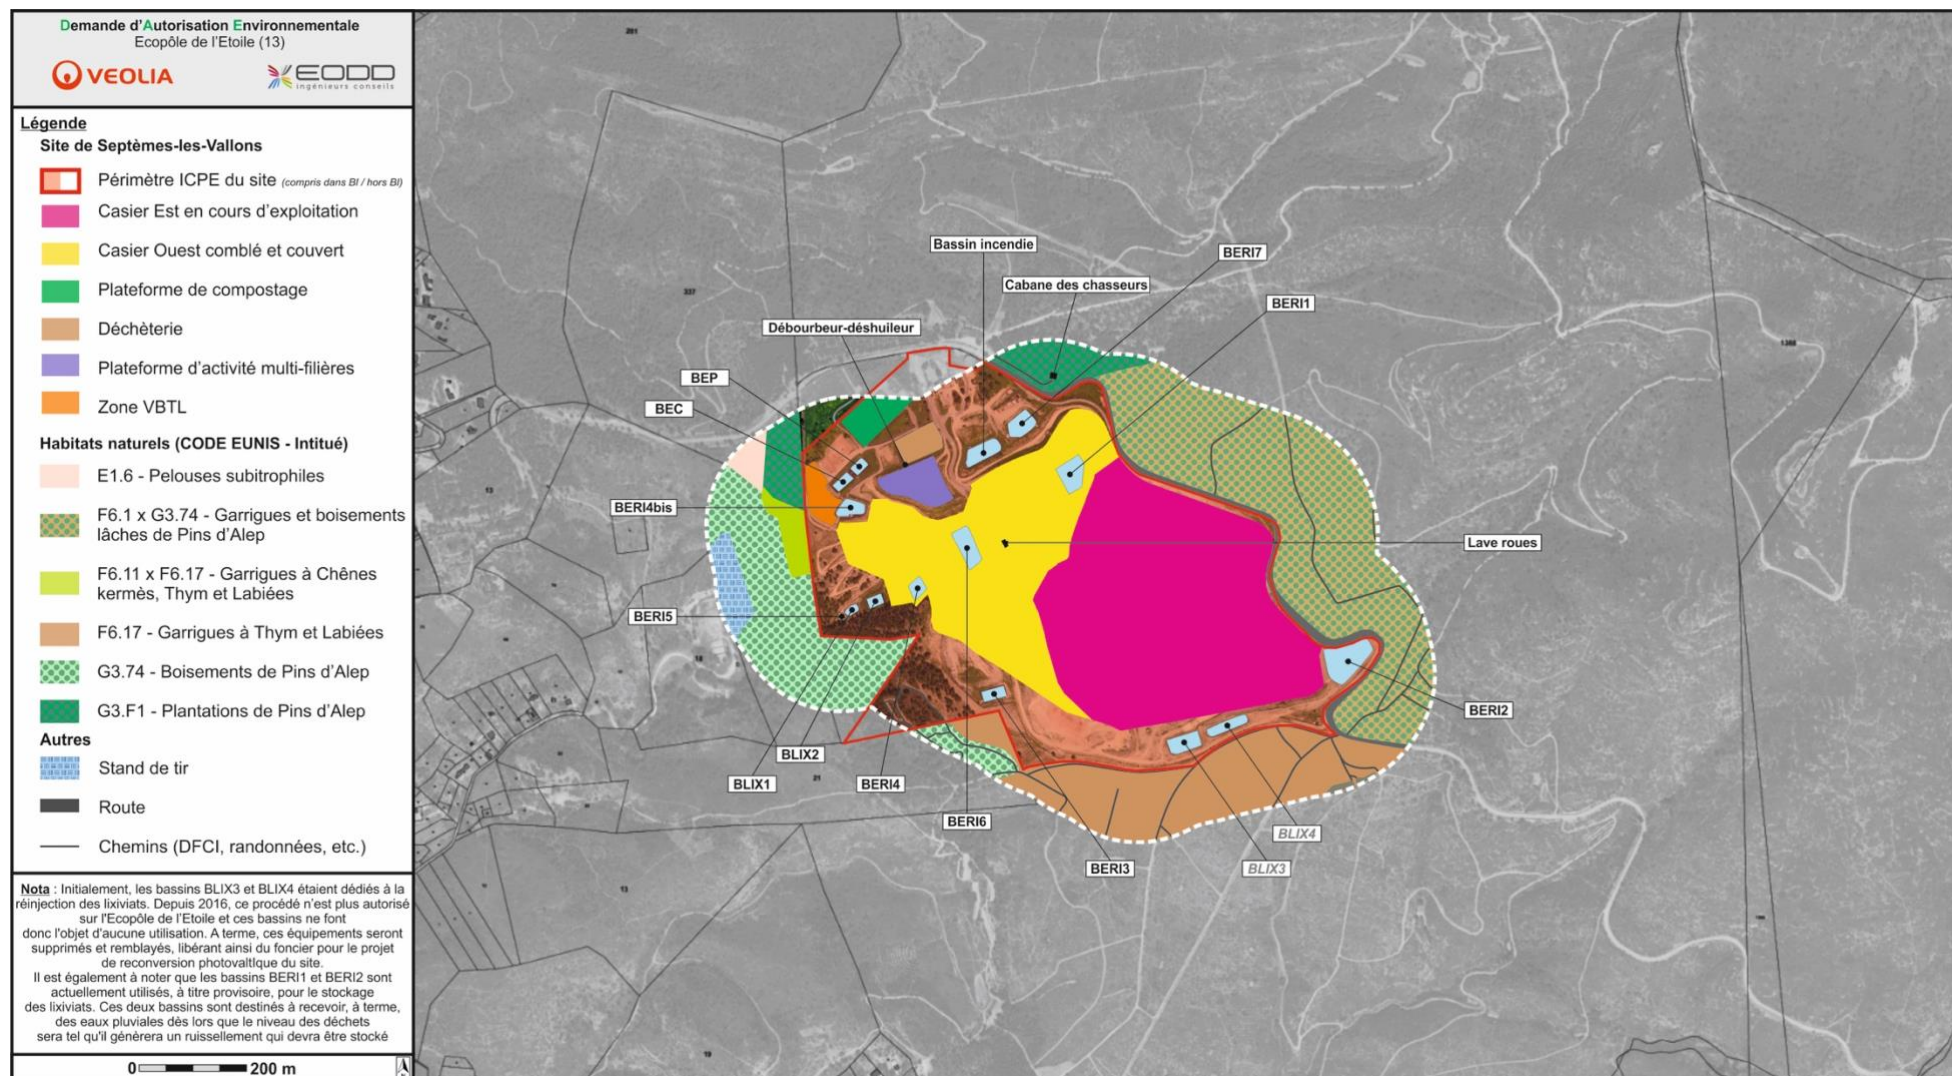 Demande d'Autorisation Environnementale
Ecopôle de l'Etoile (13)
VEOLIA
EODD
ingénieurs conseils
Légende
Site de Septèmes-les-Vallons
Périmètre ICPE du site (compris dans BI / hors BI)
Casier Est en cours d'exploitation
Casier Ouest comblé et couvert
Plateforme de compostage
Déchèterie
Plateforme d'activité multi-filières
Zone VBTL
Habitats naturels (CODE EUNIS - Intitué)
E1.6 - Pelouses subitrophiles
F6.1 x G3.74 - Garrigues et boisements
lâches de Pins d'Alep
F6.11 x F6.17 - Garrigues à Chênes
kermès, Thym et Labiées
F6.17 - Garrigues à Thym et Labiées
G3.74 - Boisements de Pins d'Alep
G3.F1 - Plantations de Pins d'Alep
Autres
Stand de tir
Route
Chemins (DFCI, randonnées, etc.)
Nota : Initialement, les bassins BLIX3 et BLIX4 étaient dédiés à la
réinjection des lixiviats. Depuis 2016, ce procédé n'est plus autorisé
sur l'Ecopôle de l'Etoile et ces bassins ne font
donc l'objet d'aucune utilisation. A terme, ces équipements seront
supprimés et remblayés, libérant ainsi du foncier pour le projet
de reconversion photovaltIque du site.
Il est également à noter que les bassins BERI1 et BERI2 sont
actuellement utilisés, à titre provisoire, pour le stockage
des lixiviats. Ces deux bassins sont destinés à recevoir, à terme,
des eaux pluviales dès lors que le niveau des déchets
sera tel qu'il génèrera un ruissellement qui devra être stocké
0 200 m
Bassin incendie
BERI7
Cabane des chasseurs
BERI1
Débourbeur-déshuileur
BEP
BEC
BERI4bis
Lave roues
BERI5
BERI2
BLIX2
BLIX1
BERI4
BERI6
BLIX4
BERI3
BLIX3
337
13
21
13
19